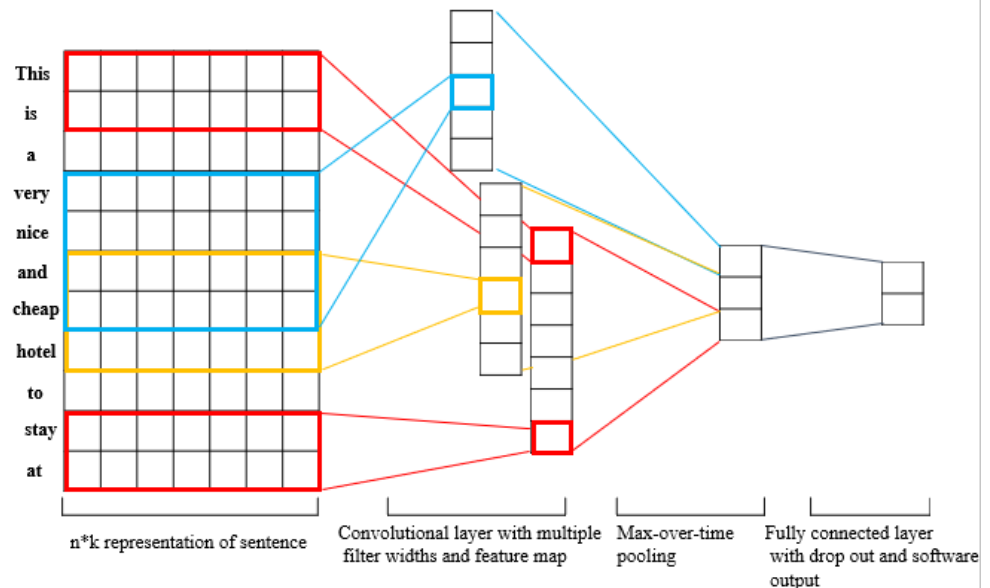 This
is
a
very
nice
and
cheap
hotel
to
stay
at
n*k representation of sentence
Convolutional layer with multiple
filter widths and feature map
Max-over-time
pooling
Fully connected layer
with drop out and software
output